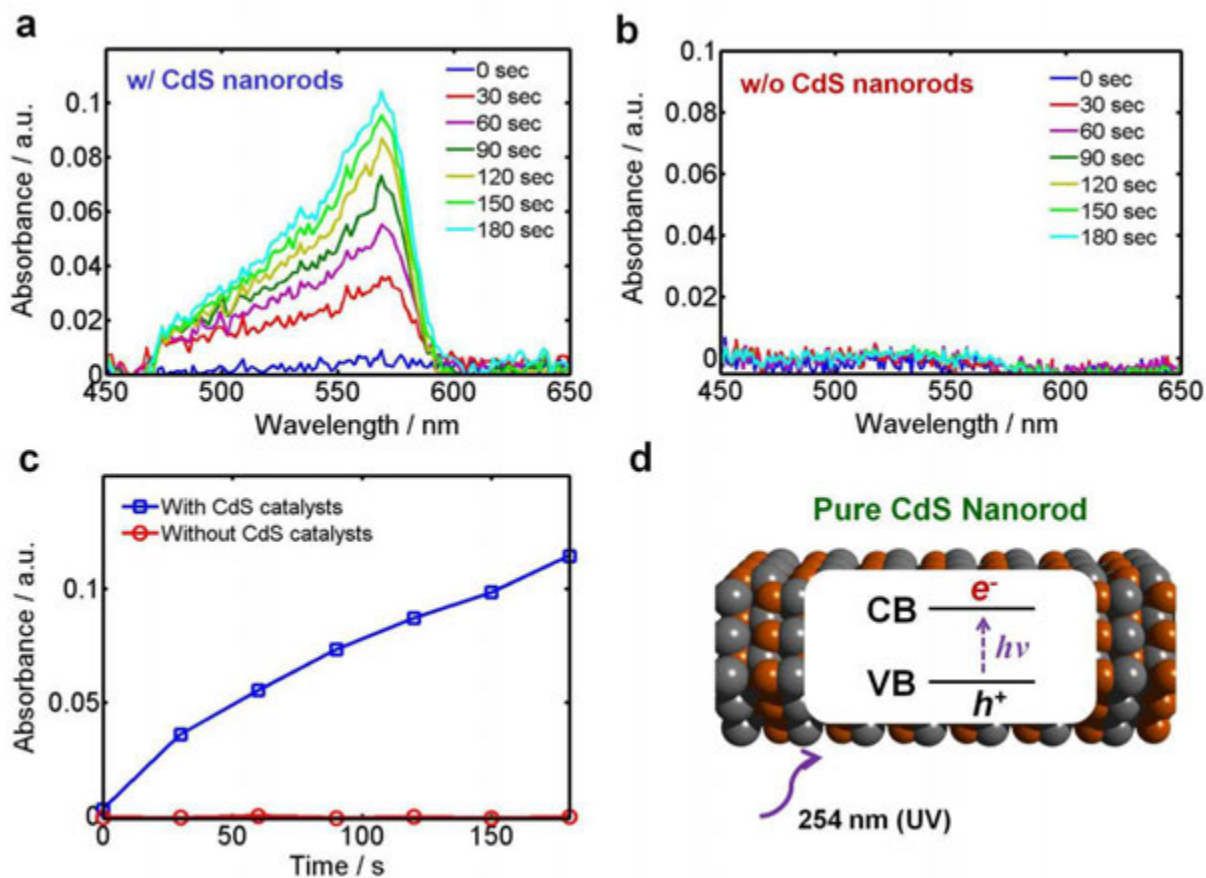 a
w/ CdS nanorods
0 sec
30 sec
60 sec
90 sec
120 sec
150 sec
180 sec
Absorbance / a.u.
0.1
0.08
0.06
0.04
0.02
0
450 500 550 600 650
Wavelength / nm
b
w/o CdS nanorods
0 sec
30 sec
60 sec
90 sec
120 sec
150 sec
180 sec
Absorbance / a.u.
0.1
0.08
0.06
0.04
0.02
0
450 500 550 600 650
Wavelength / nm
c
With CdS catalysts
Without CdS catalysts
Absorbance / a.u.
0.1
0.05
0
0 50 100 150
Time / s
d
Pure CdS Nanorod
CB e-
hν
VB h+
254 nm (UV)